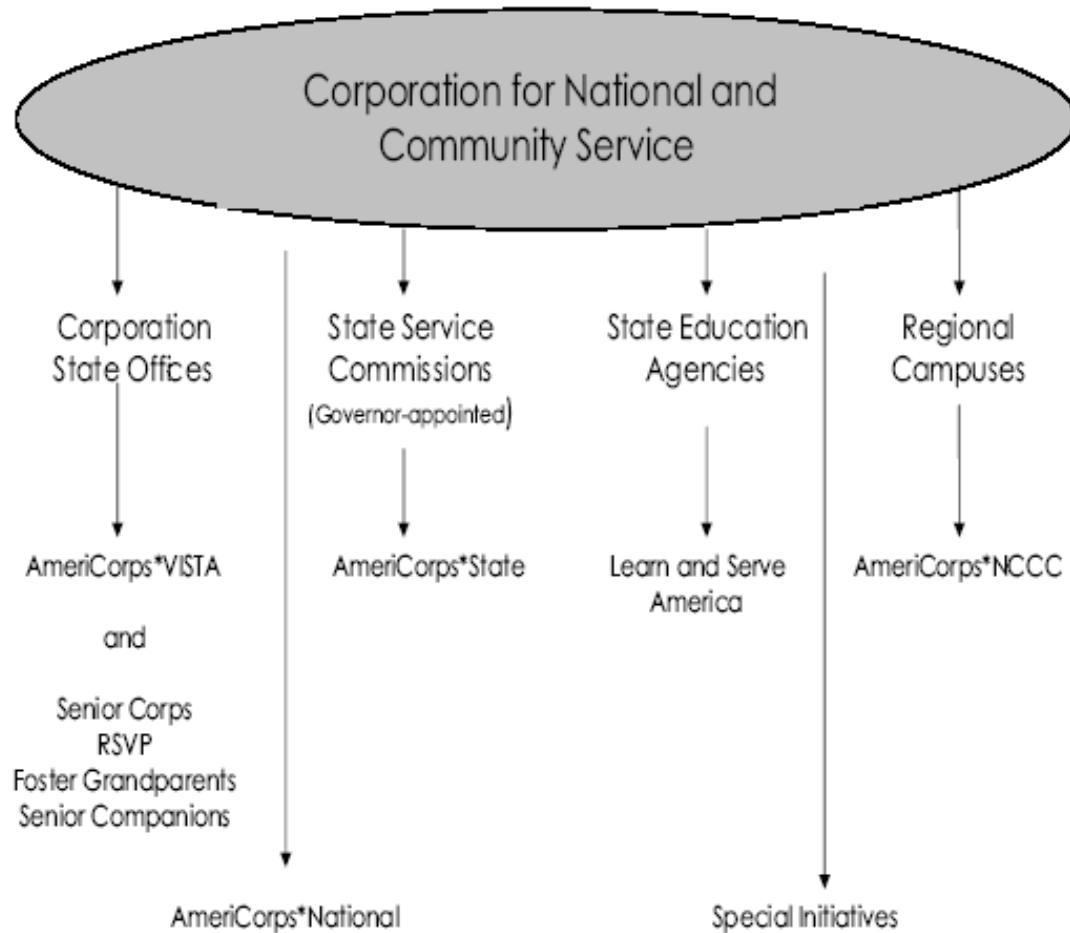 Corporation for National and
Community Service
Corporation
State Offices
State Service
Commissions
(Governor-appointed)
State Education
Agencies
Regional
Campuses
AmeriCorps*VISTA
and
Senior Corps
RSVP
Foster Grandparents
Senior Companions
AmeriCorps*State
Learn and Serve
America
AmeriCorps*NCCC
AmeriCorps*National
Special Initiatives